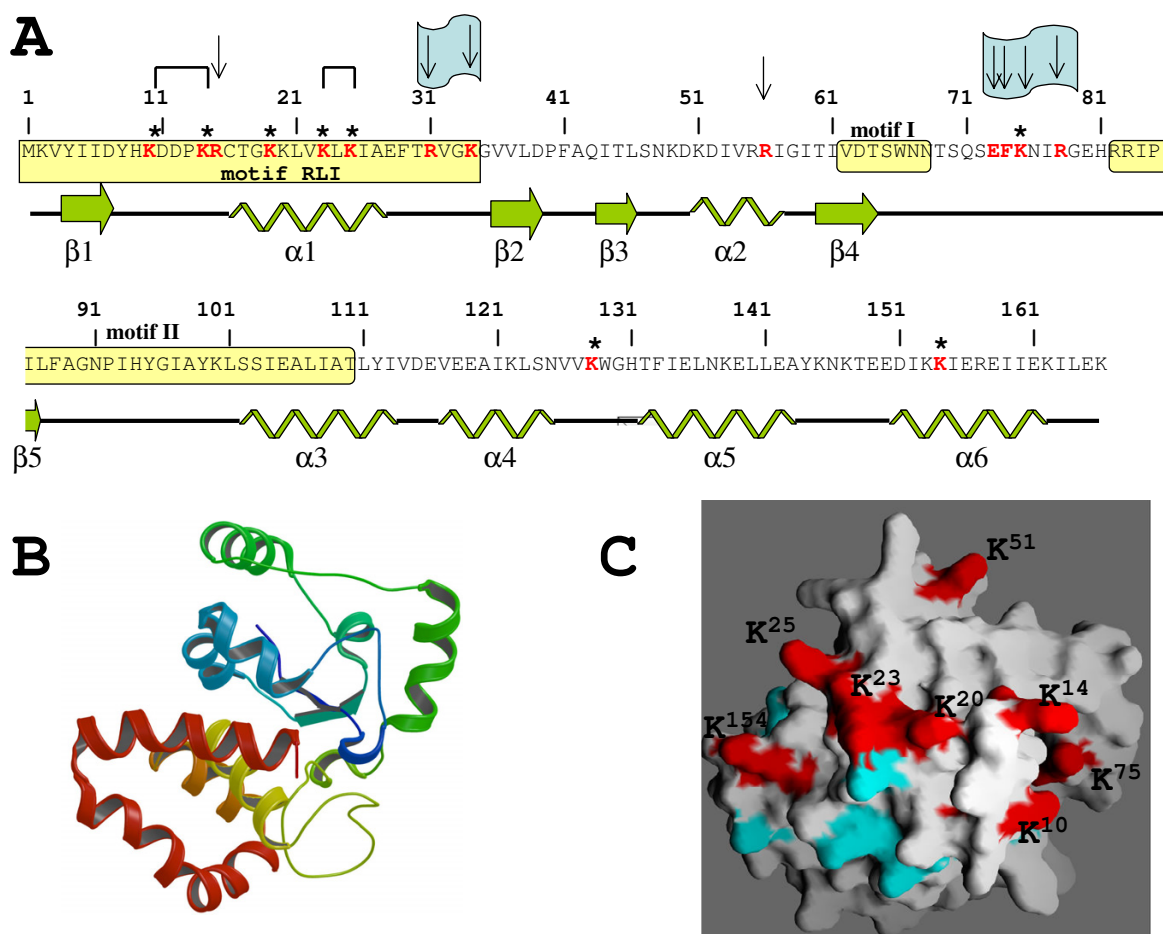 A
1 11 21 31 41 51 61 71 81
* * * * * *
motif I
MKVYIIDYHKDDPKRCTGKKLVKLKIAEFTRVGKGVVLDPFAQITLSNKDKDIVRRIGITIVDTSWNNTSQSEFKNIRGEHRRIP
motif RLI
β1 α1 β2 β3 α2 β4
91 101 111 121 131 141 151 161
motif II
* *
ILFAGNPIHYGIAYKLSSIEALIATLYIVDEVEEAIKLSNVVKWGHTFIELNKELLEAYKNKTEEDIKKIEREIIEKILEK
β5 α3 α4 α5 α6
B
C
K51
K25
K23
K20
K14
K154
K75
K10